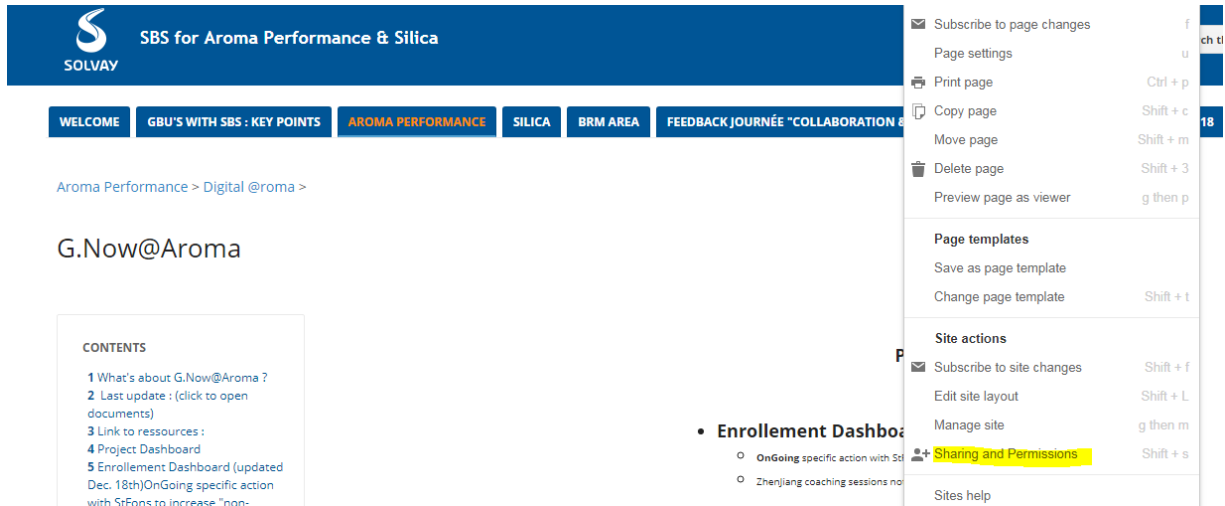 SOLVAY
SBS for Aroma Performance & Silica
WELCOME
GBU'S WITH SBS : KEY POINTS
AROMA PERFORMANCE
SILICA
BRM AREA
FEEDBACK JOURNÉE "COLLABORATION &
18
ch th
Aroma Performance > Digital @roma >
G.Now@Aroma
CONTENTS
1 What's about G.Now@Aroma ?
2 Last update : (click to open
documents)
3 Link to ressources :
4 Project Dashboard
5 Enrollement Dashboard (updated
Dec. 18th)OnGoing specific action
with StFons to increase "non-
P
• Enrollement Dashboa
OnGoing specific action with St
Zhenjiang coaching sessions no
Subscribe to page changes f
Page settings u
Print page Ctrl + p
Copy page Shift + c
Move page Shift + m
Delete page Shift + 3
Preview page as viewer g then p
Page templates
Save as page template
Change page template Shift + t
Site actions
Subscribe to site changes Shift + f
Edit site layout Shift + L
Manage site g then m
Sharing and Permissions Shift + s
Sites help